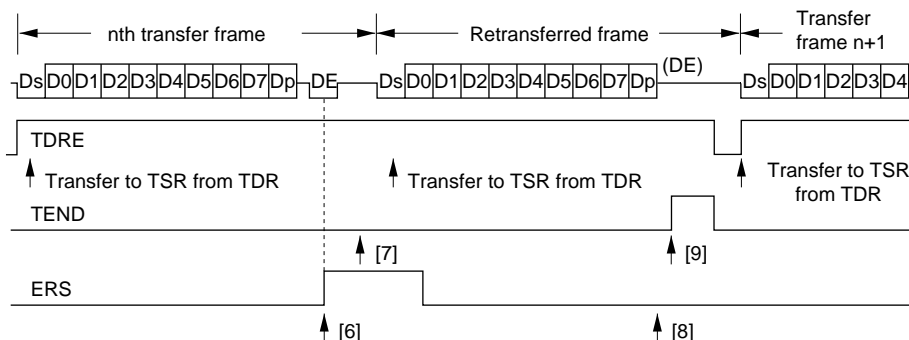 nth transfer frame
Retransferred frame
Transfer
frame n+1
Ds D0 D1 D2 D3 D4 D5 D6 D7 Dp DE Ds D0 D1 D2 D3 D4 D5 D6 D7 Dp (DE) Ds D0 D1 D2 D3 D4
TDRE
Transfer to TSR from TDR
Transfer to TSR from TDR
Transfer to TSR
from TDR
TEND
[7]
[9]
ERS
[6]
[8]